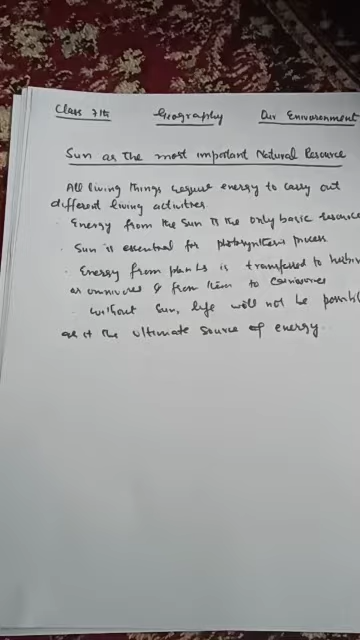 Class 7th Geography Our Environment
Sun as the most important Natural Resource
All living things require energy to carry out
different living activities.
Energy from the Sun is the only basic resource
Sun is essential for photosynthesis process
Energy from plants is transferred to
or omnivores & from them to carnivores
without Sun, life will not be possible
as it the ultimate source of energy.